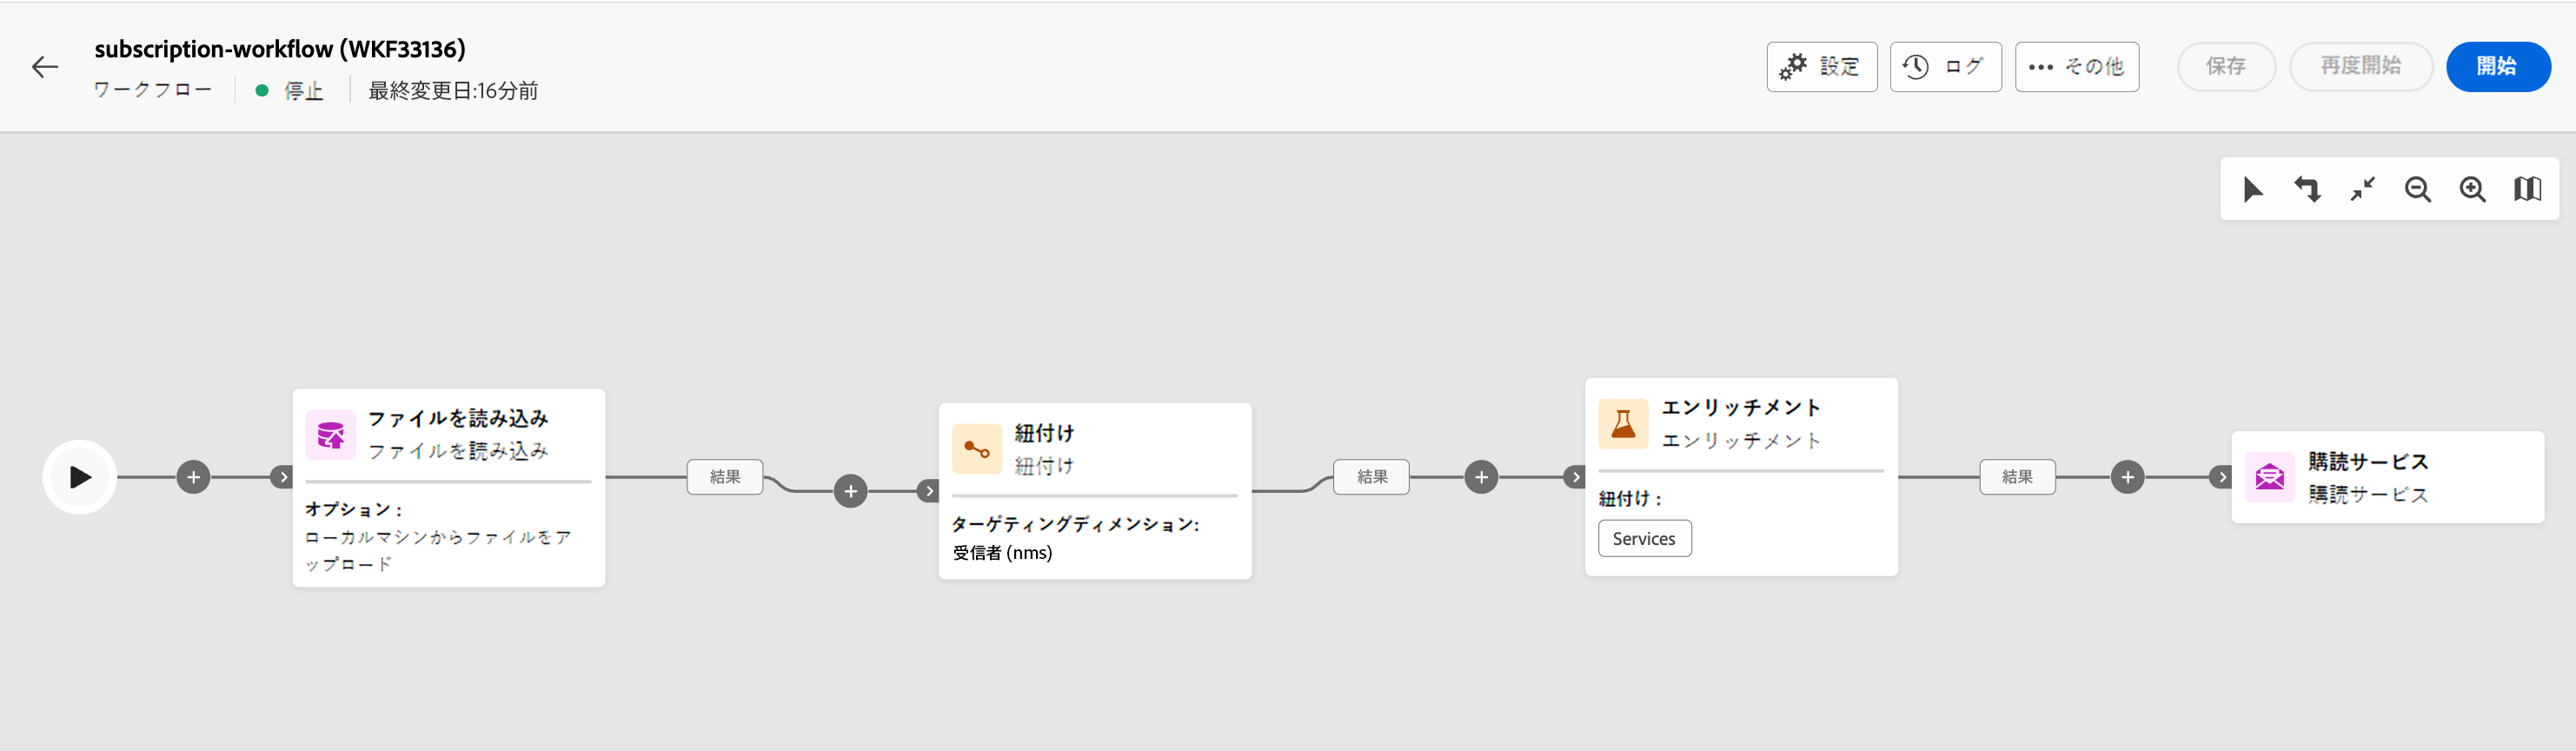 subscription-workflow (WKF33136)
ワークフロー 停止 最終変更日:16分前
設定 ログ その他 保存 再度開始 開始
ファイルを読み込み
ファイルを読み込み
オプション :
ローカルマシンからファイルをア
ップロード
結果
紐付け
紐付け
ターゲティングディメンション:
受信者 (nms)
結果
エンリッチメント
エンリッチメント
紐付け :
Services
結果
購読サービス
購読サービス